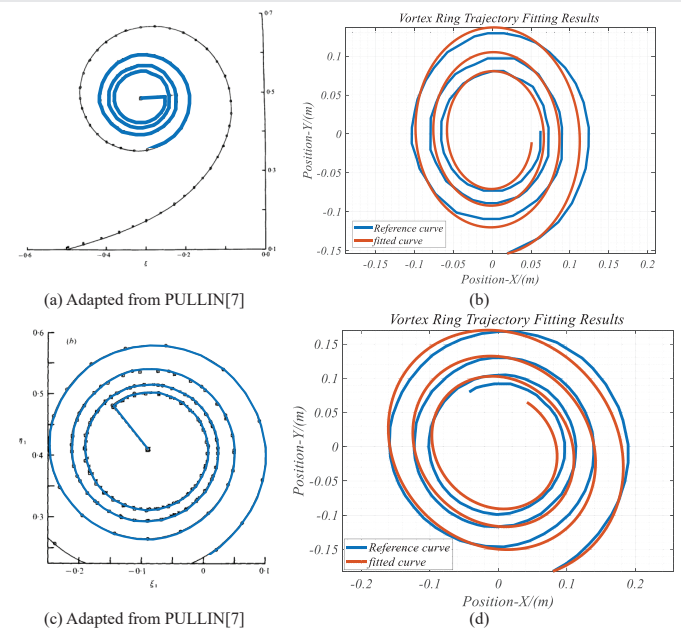 0·7
0·5
0·3
0·1
-0·6
-0·4
-0·2
0·0
ξ
(a) Adapted from PULLIN[7]
Vortex Ring Trajectory Fitting Results
0.1
0.05
0
-0.05
-0.1
-0.15
-0.15
-0.1
-0.05
0
0.05
0.1
0.15
0.2
Position-Y/(m)
Position-X/(m)
Reference curve
fitted curve
(b)
0·6
0·5
0·4
0·3
(b)
-0·2
-0·1
0
0·1
ξ₁
(c) Adapted from PULLIN[7]
Vortex Ring Trajectory Fitting Results
0.15
0.1
0.05
0
-0.05
-0.1
-0.15
-0.2
-0.1
0
0.1
0.2
Position-Y/(m)
Position-X/(m)
Reference curve
fitted curve
(d)